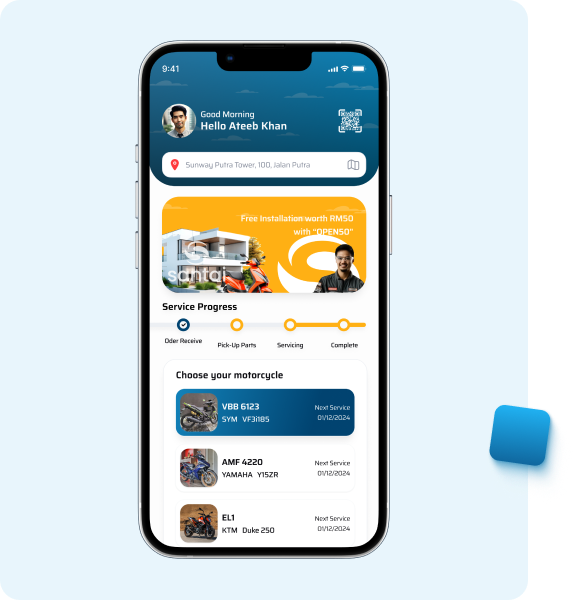 9:41
Good Morning
Hello Ateeb Khan
Sunway Putra Tower, 100, Jalan Putra
Free Installation worth RM50
with "OPEN50"
santai
Service Progress
Oder Receive
Pick-Up Parts
Servicing
Complete
Choose your motorcycle
VBB 6123
SYM VF3i185
Next Service
01/12/2024
AMF 4220
YAMAHA Y15ZR
Next Service
01/12/2024
EL1
KTM Duke 250
Next Service
01/12/2024